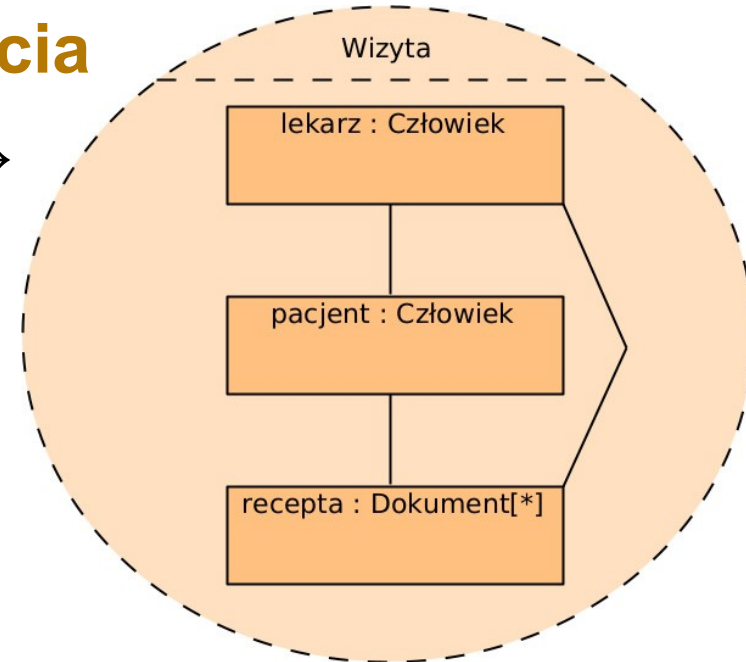 cia
Wizyta
lekarz : Człowiek
pacjent : Człowiek
recepta : Dokument[*]